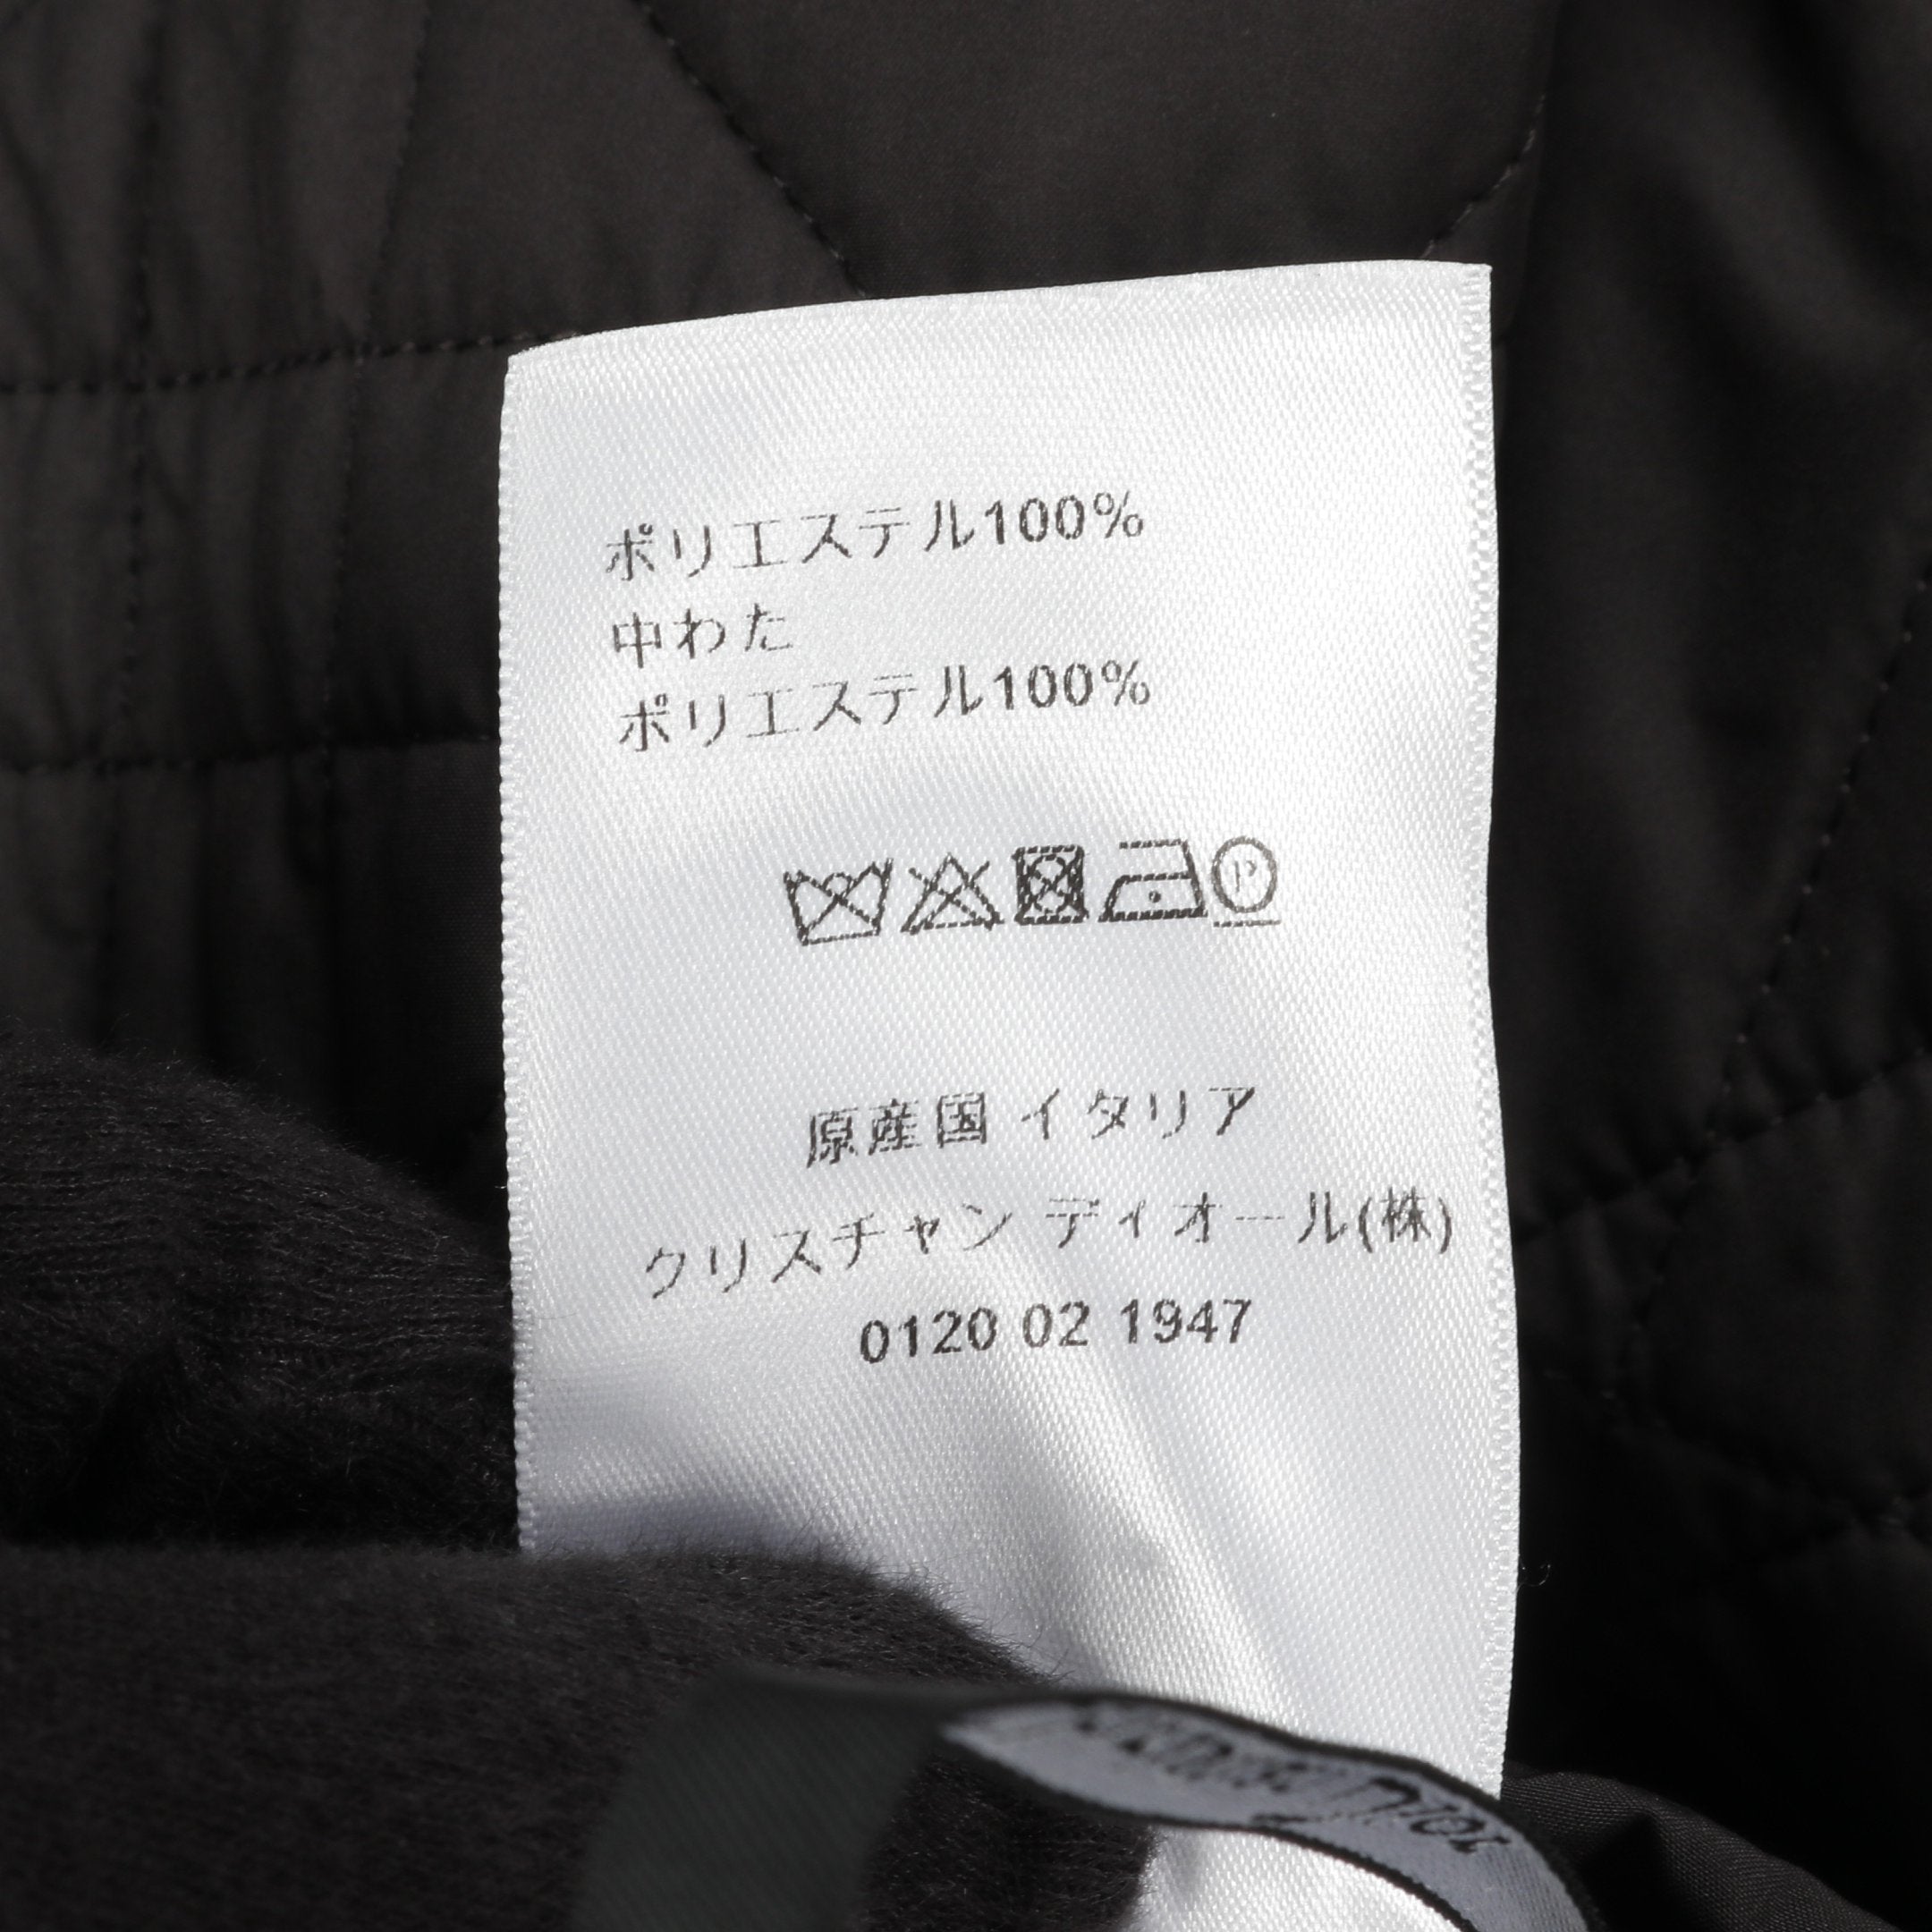 ポリエステル100%
中わた
ポリエステル100%
P
原産国 イタリア
クリスチャン ディオール(株)
0120 02 1947